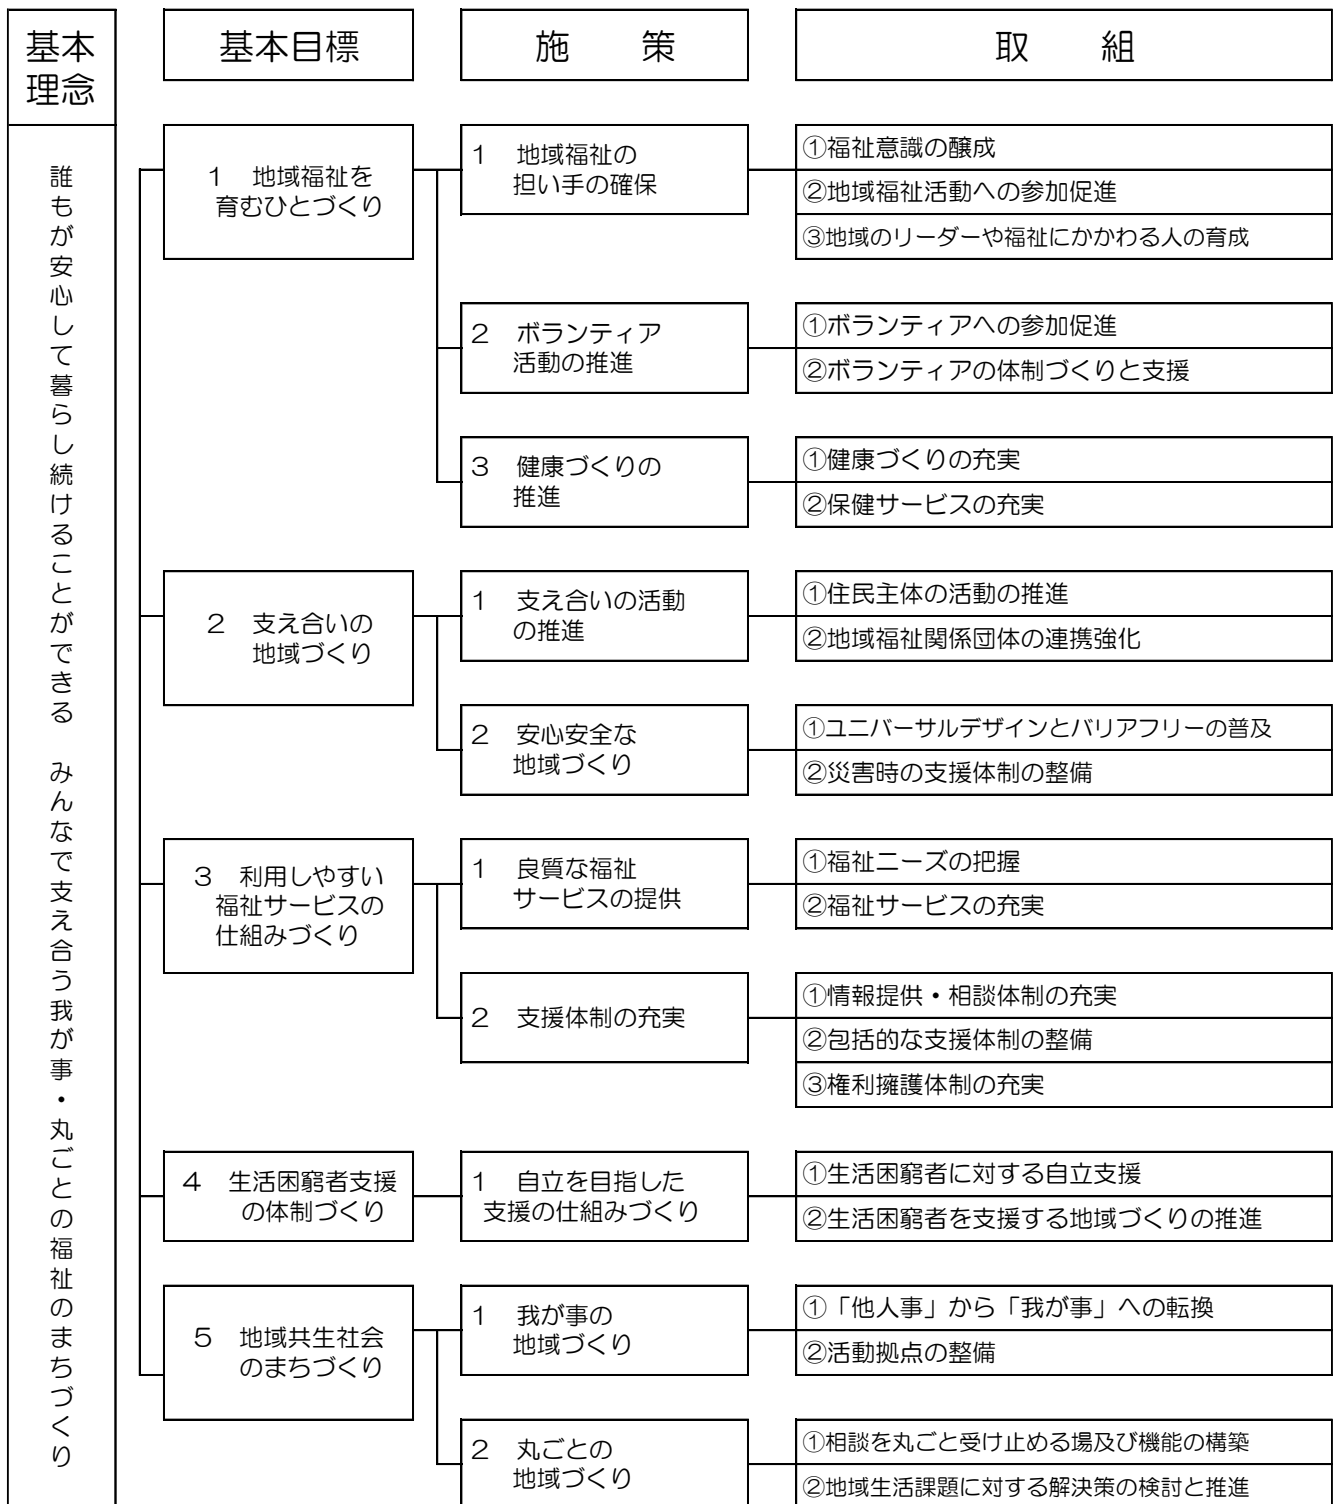 基本
理念
基本目標
施　　策
取　　組
誰もが安心して暮らし続けることができる　みんなで支え合う我が事・丸ごとの福祉のまちづくり
1　地域福祉を
育むひとづくり
1　地域福祉の
担い手の確保
①福祉意識の醸成
②地域福祉活動への参加促進
③地域のリーダーや福祉にかかわる人の育成
2　ボランティア
活動の推進
①ボランティアへの参加促進
②ボランティアの体制づくりと支援
3　健康づくりの
推進
①健康づくりの充実
②保健サービスの充実
2　支え合いの
地域づくり
1　支え合いの活動
の推進
①住民主体の活動の推進
②地域福祉関係団体の連携強化
2　安心安全な
地域づくり
①ユニバーサルデザインとバリアフリーの普及
②災害時の支援体制の整備
3　利用しやすい
福祉サービスの
仕組みづくり
1　良質な福祉
サービスの提供
①福祉ニーズの把握
②福祉サービスの充実
2　支援体制の充実
①情報提供・相談体制の充実
②包括的な支援体制の整備
③権利擁護体制の充実
4　生活困窮者支援
の体制づくり
1　自立を目指した
支援の仕組みづくり
①生活困窮者に対する自立支援
②生活困窮者を支援する地域づくりの推進
5　地域共生社会
のまちづくり
1　我が事の
地域づくり
①「他人事」から「我が事」への転換
②活動拠点の整備
2　丸ごとの
地域づくり
①相談を丸ごと受け止める場及び機能の構築
②地域生活課題に対する解決策の検討と推進